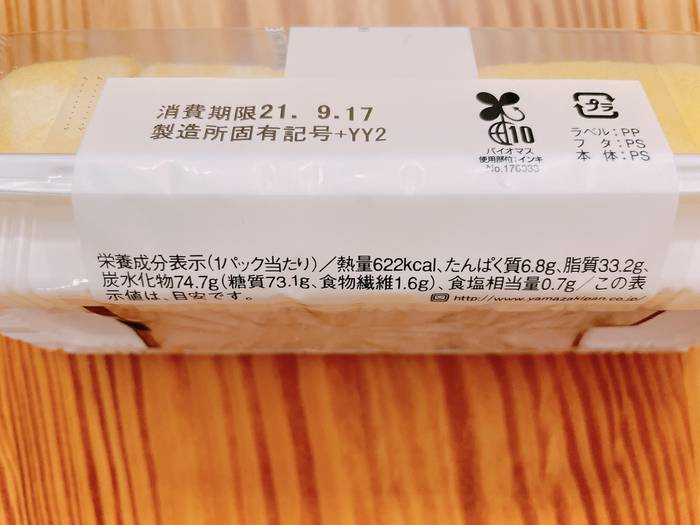 消費期限21. 9.17
製造所固有記号+YY2
10
バイオマス
使用部位:インキ
No.170333
プラ
ラベル:PP
フタ:PS
本体:PS
栄養成分表示(1パック当たり)/熱量622kcal、たんぱく質6.8g、脂質33.2g、
炭水化物74.7g(糖質73.1g、食物繊維1.6g)、食塩相当量0.7g/この表
示値は、目安です。
http://www.yamazakipan.co.jp/